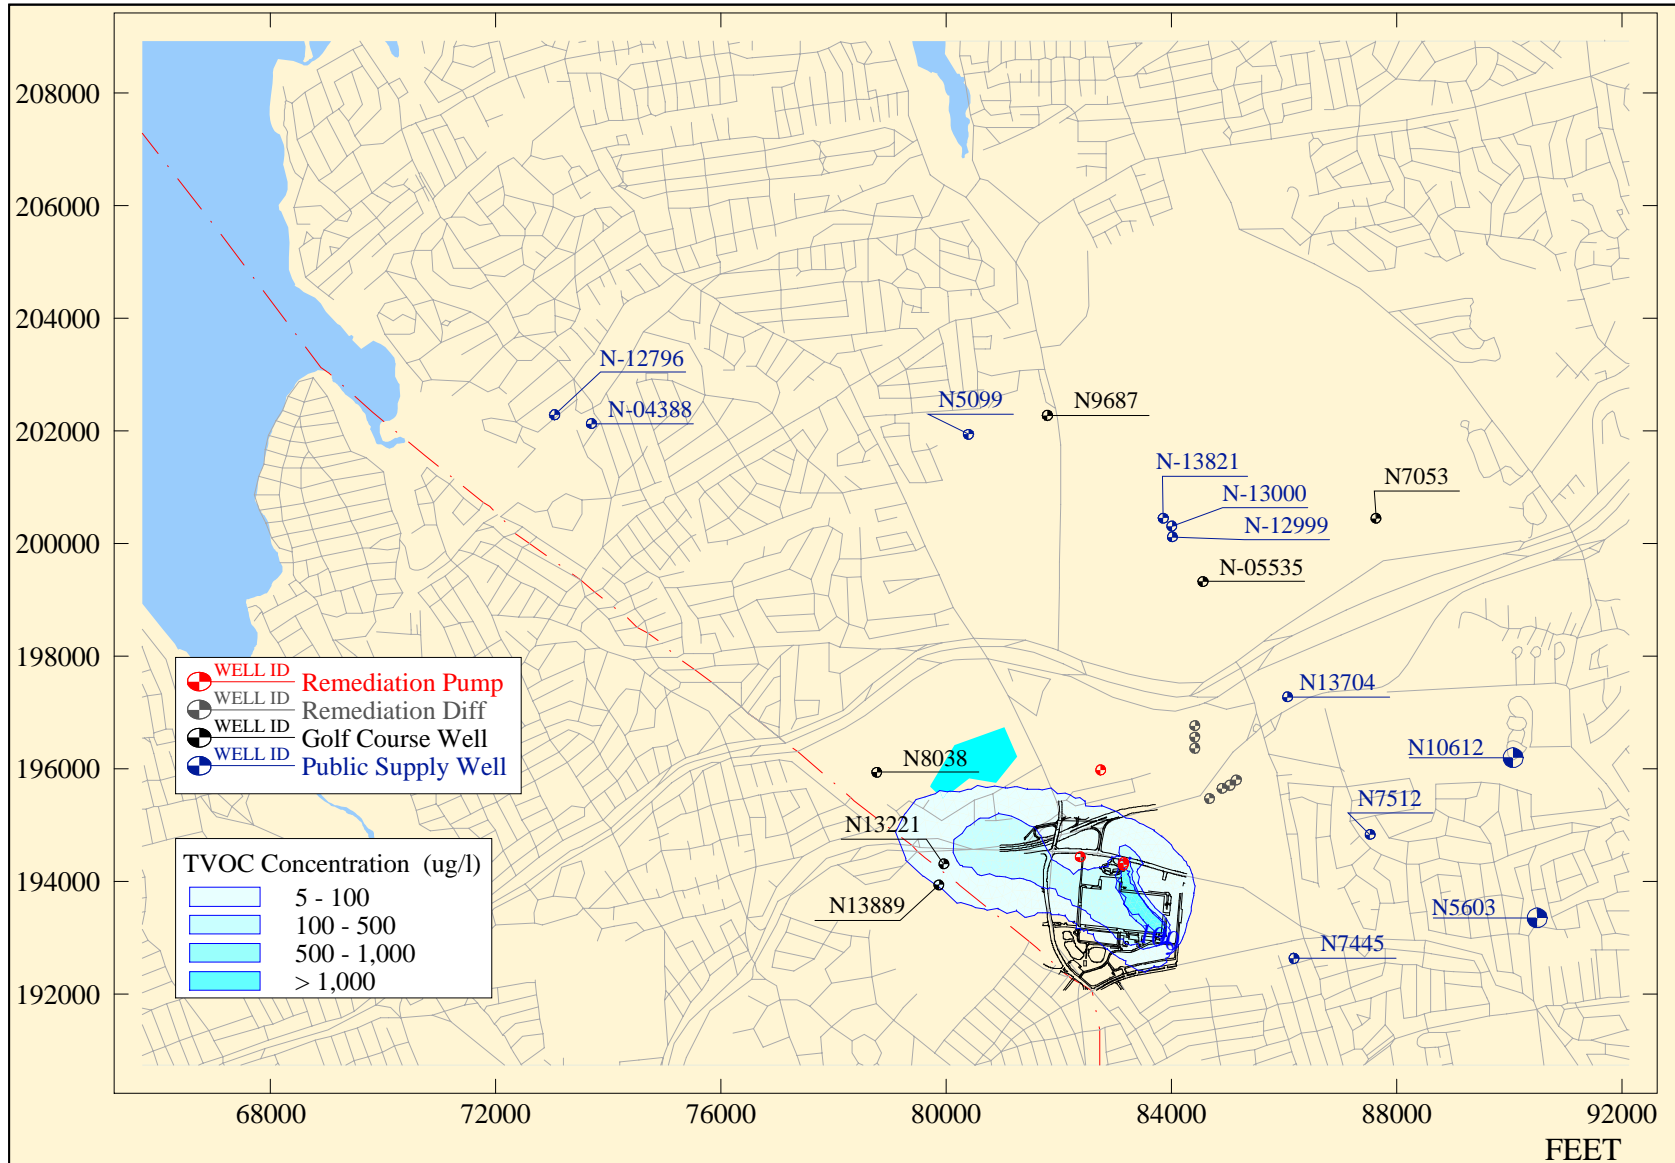 208000
206000
204000
202000
200000
198000
196000
194000
192000
N-12796
N-04388
N5099
N9687
N-13821
N-13000
N-12999
N7053
N-05535
N13704
N10612
N7512
N5603
N7445
N8038
N13221
N13889
WELL ID Remediation Pump
WELL ID Remediation Diff
WELL ID Golf Course Well
WELL ID Public Supply Well
TVOC Concentration (ug/l)
5 - 100
100 - 500
500 - 1,000
> 1,000
68000 72000 76000 80000 84000 88000 92000
FEET